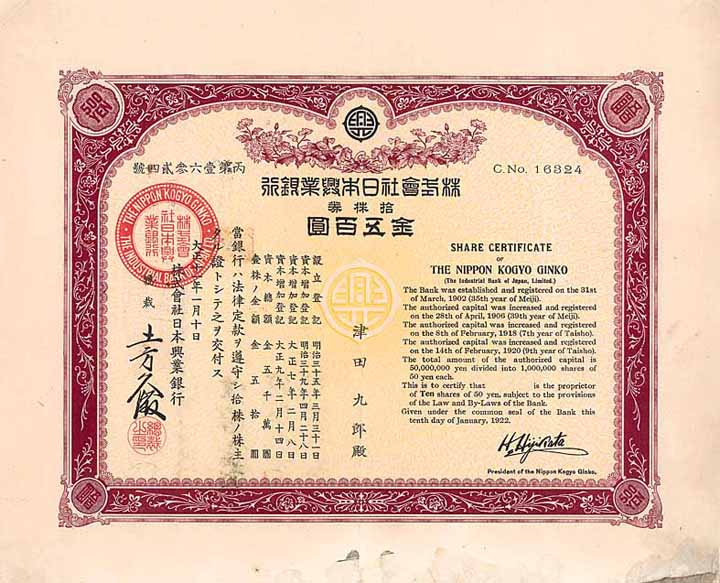 株式會社日本興業銀行
拾株券
金五百圓
丙第壹六參貳四號
C. No. 16324
津田九郎殿
設立登記 明治三十五年三月三十一日
資本增加登記 明治三十九年四月二十八日
資本增加登記 大正七年二月八日
資本增加登記 大正九年二月十四日
資本總額 金五千萬圓
壹株ノ金額 金五拾圓
當銀行ハ法律定款ヲ遵守シ拾株ノ株主
タル證トシテ之ヲ交付ス
大正十一年一月十日
株式會社日本興業銀行
總裁
THE NIPPON KOGYO GINKO
THE INDUSTRIAL BANK OF JAPAN
株式會社日本興業銀行
SHARE CERTIFICATE
OF
THE NIPPON KOGYO GINKO
(The Industrial Bank of Japan, Limited.)
The Bank was established and registered on the 31st
of March, 1902 (35th year of Meiji).
The authorized capital was increased and registered
on the 28th of April, 1906 (39th year of Meiji).
The authorized capital was increased and registered
on the 8th of February, 1918 (7th year of Taisho).
The authorized capital was increased and registered
on the 14th of February, 1920 (9th year of Taisho).
The total amount of the authorized capital is
50,000,000 yen divided into 1,000,000 shares of
50 yen each.
This is to certify that is the proprietor
of Ten shares of 50 yen, subject to the provisions
of the Law and By-Laws of the Bank.
Given under the common seal of the Bank this
tenth day of January, 1922.
H. Hijikata
President of the Nippon Kogyo Ginko.